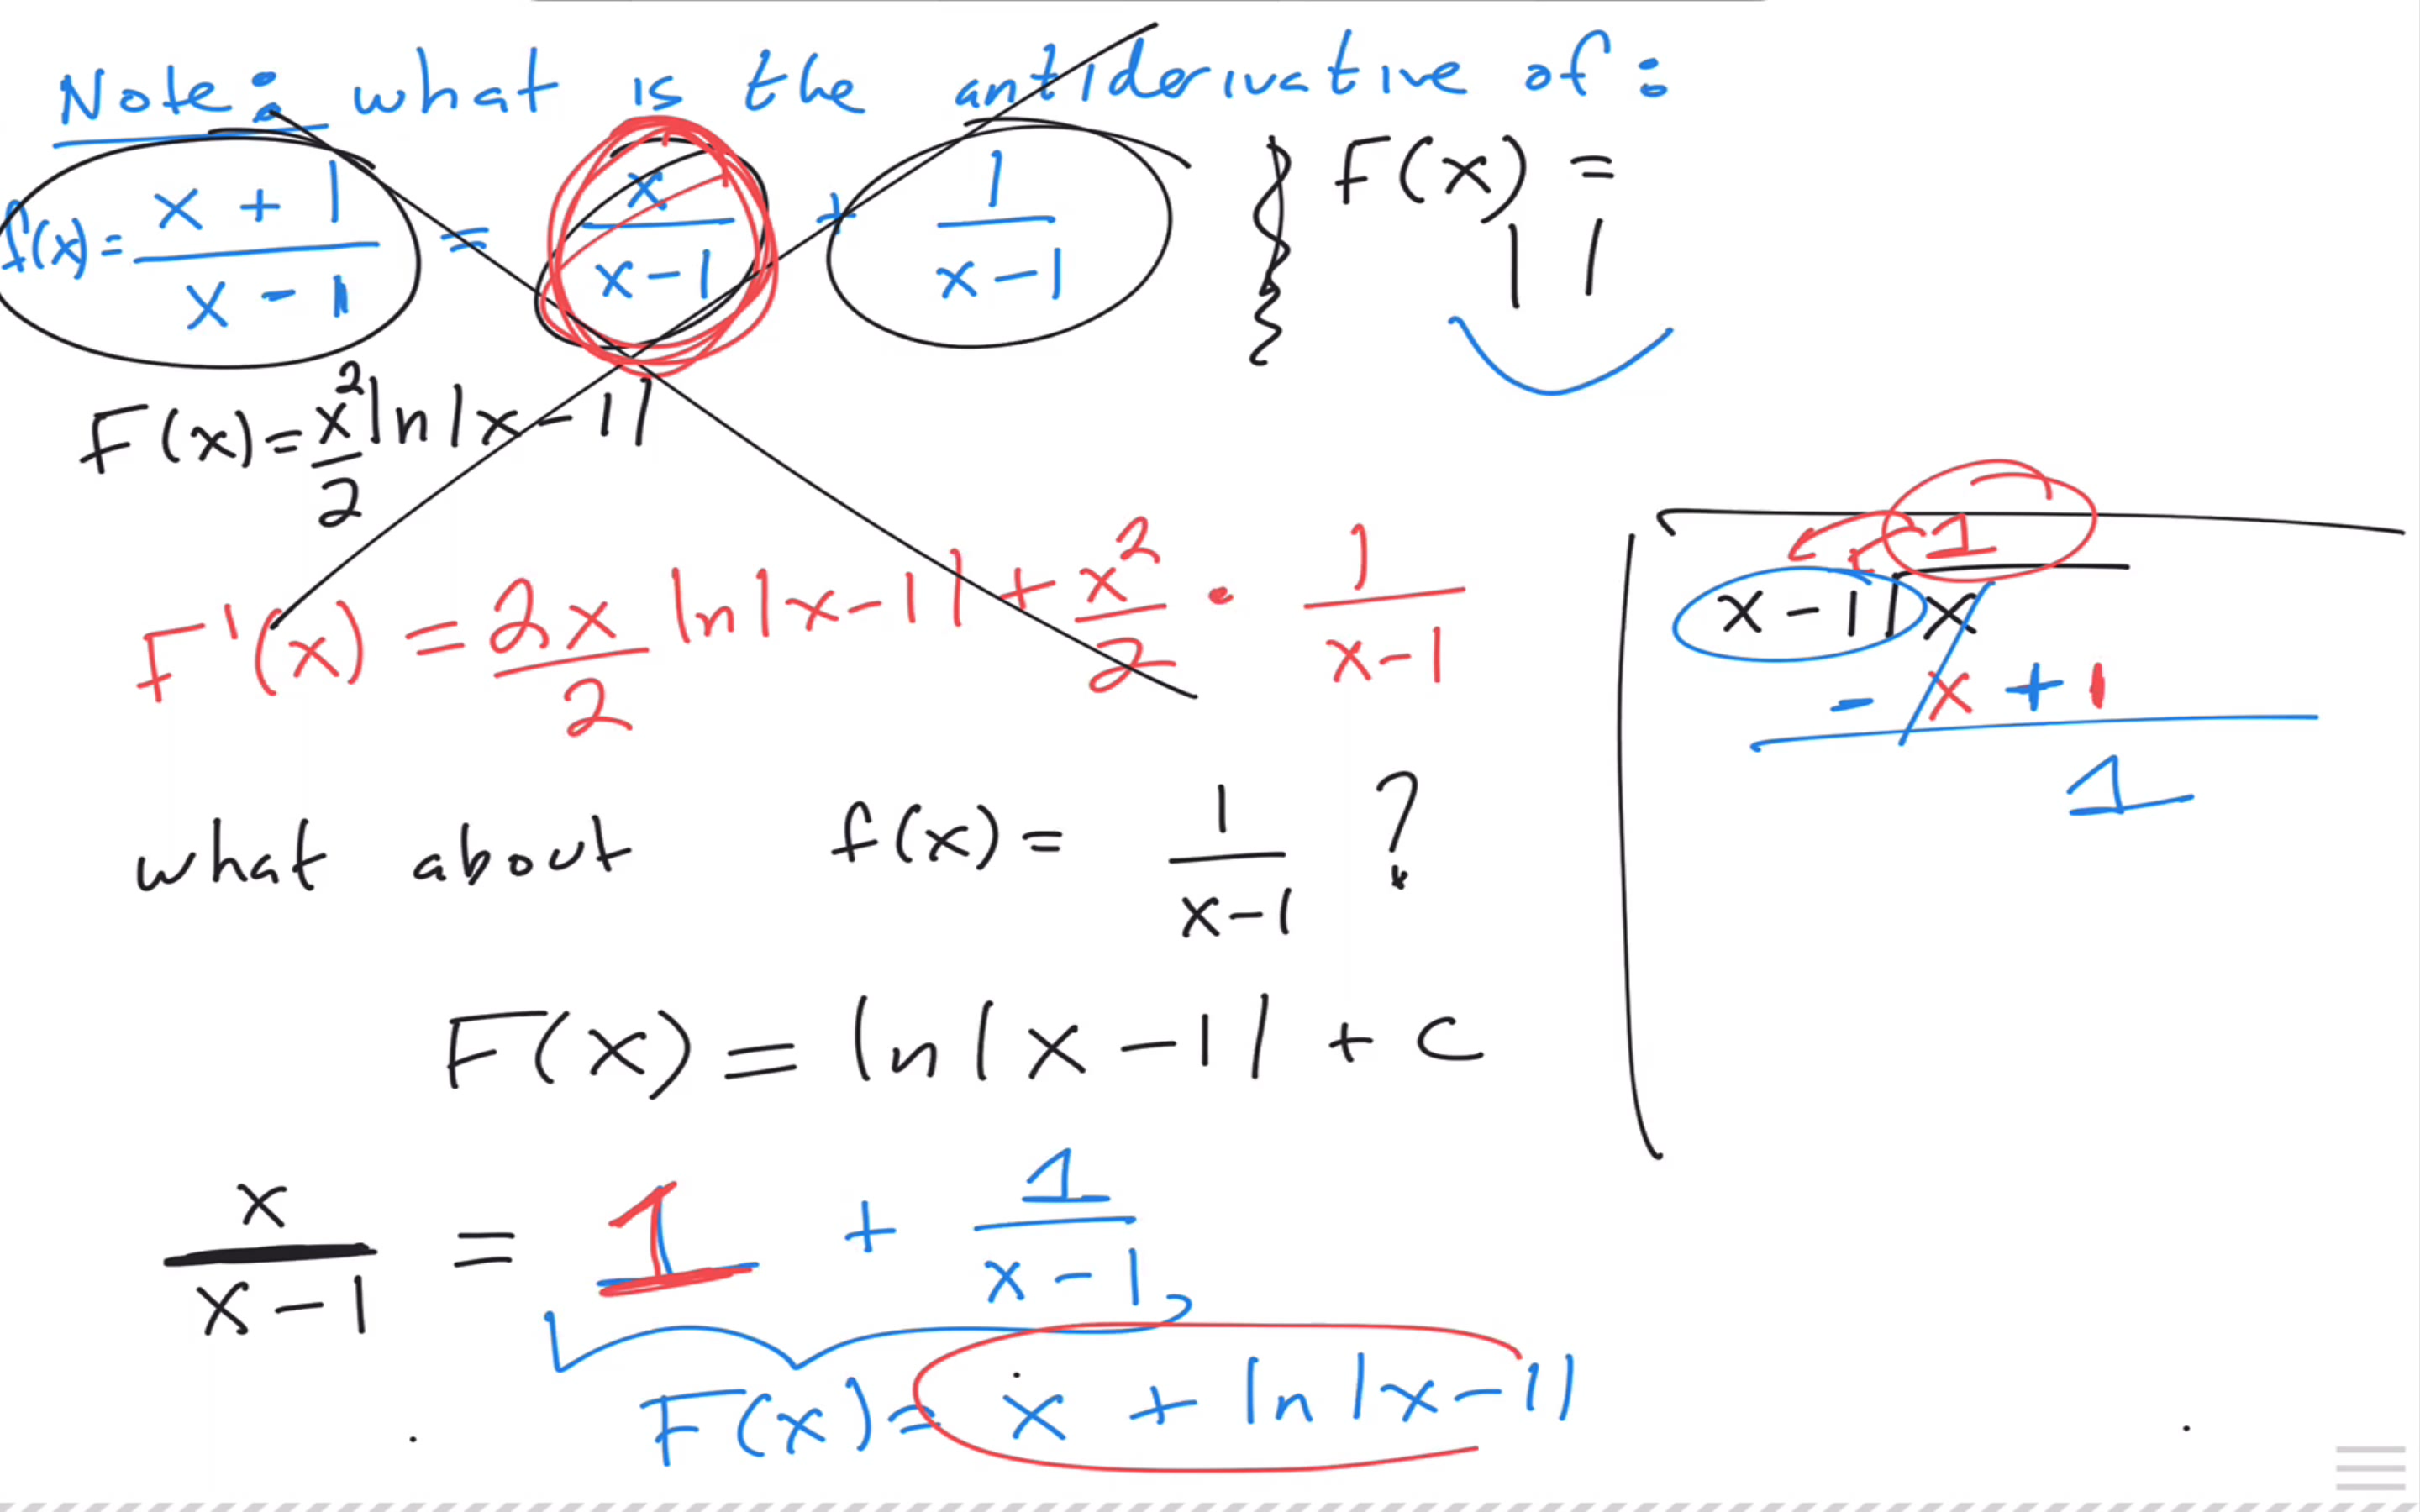 Note: what is the antiderivative of:
f(x) = (x + 1)/(x - 1) = x/(x - 1) + 1/(x - 1) } F(x) =
| |
F(x) = x²/2 ln|x - 1|
F'(x) = 2x/2 ln|x - 1| + x²/2 · 1/(x - 1)
1
x - 1 | x
- x + 1
1
what about f(x) = 1/(x - 1) ?
F(x) = ln|x - 1| + C
x/(x - 1) = 1 + 1/(x - 1)
F(x) = x + ln|x - 1|